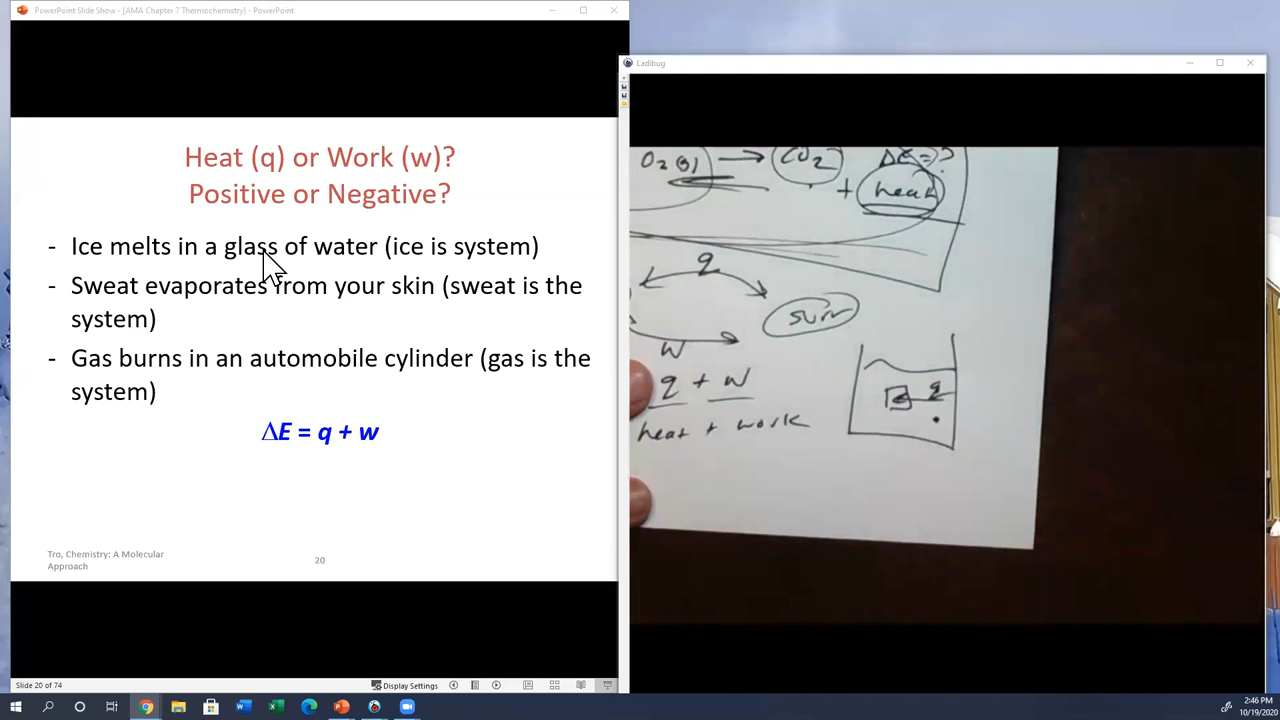 PowerPoint Slide Show - [AMA Chapter 7 Thermochemistry] - PowerPoint
Heat (q) or Work (w)?
Positive or Negative?
- Ice melts in a glass of water (ice is system)
- Sweat evaporates from your skin (sweat is the
system)
- Gas burns in an automobile cylinder (gas is the
system)
ΔE = q + w
Tro, Chemistry: A Molecular
Approach
20
Slide 20 of 74
Display Settings
Ladibug
O₂(g) → CO₂ ΔE = ?
+ heat
q
surr
w
q + w
heat + work
q
2:46 PM
10/19/2020